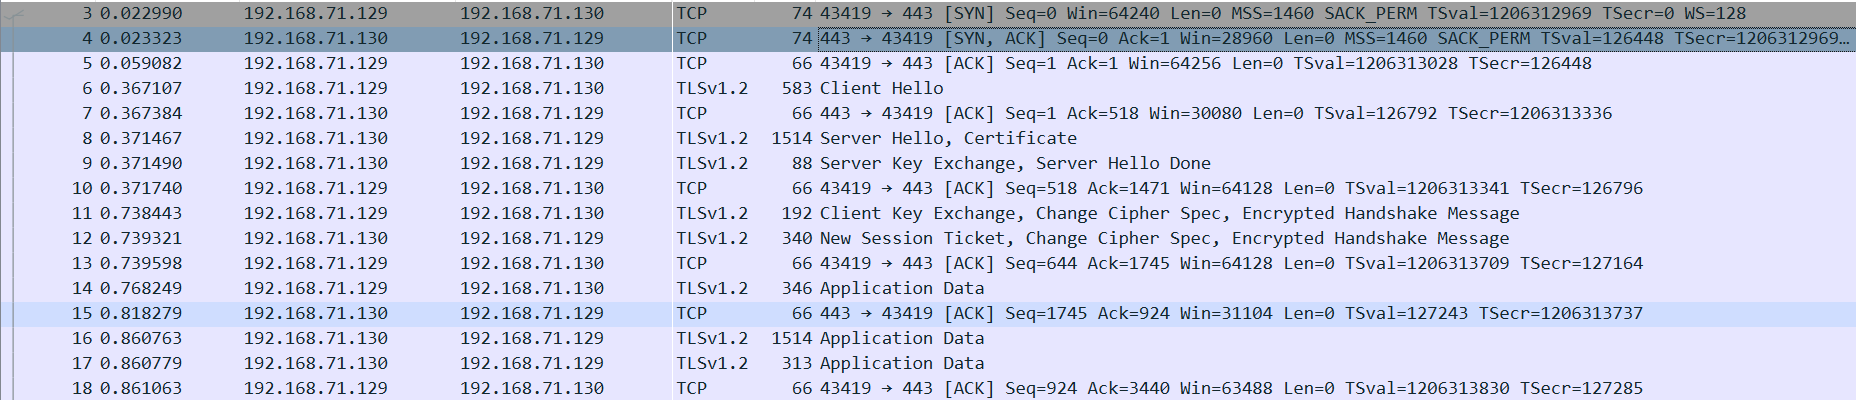 3 0.022990 192.168.71.129 192.168.71.130 TCP 74 43419 → 443 [SYN] Seq=0 Win=64240 Len=0 MSS=1460 SACK_PERM TSval=1206312969 TSecr=0 WS=128
4 0.023323 192.168.71.130 192.168.71.129 TCP 74 443 → 43419 [SYN, ACK] Seq=0 Ack=1 Win=28960 Len=0 MSS=1460 SACK_PERM TSval=126448 TSecr=1206312969…
5 0.059082 192.168.71.129 192.168.71.130 TCP 66 43419 → 443 [ACK] Seq=1 Ack=1 Win=64256 Len=0 TSval=1206313028 TSecr=126448
6 0.367107 192.168.71.129 192.168.71.130 TLSv1.2 583 Client Hello
7 0.367384 192.168.71.130 192.168.71.129 TCP 66 443 → 43419 [ACK] Seq=1 Ack=518 Win=30080 Len=0 TSval=126792 TSecr=1206313336
8 0.371467 192.168.71.130 192.168.71.129 TLSv1.2 1514 Server Hello, Certificate
9 0.371490 192.168.71.130 192.168.71.129 TLSv1.2 88 Server Key Exchange, Server Hello Done
10 0.371740 192.168.71.129 192.168.71.130 TCP 66 43419 → 443 [ACK] Seq=518 Ack=1471 Win=64128 Len=0 TSval=1206313341 TSecr=126796
11 0.738443 192.168.71.129 192.168.71.130 TLSv1.2 192 Client Key Exchange, Change Cipher Spec, Encrypted Handshake Message
12 0.739321 192.168.71.130 192.168.71.129 TLSv1.2 340 New Session Ticket, Change Cipher Spec, Encrypted Handshake Message
13 0.739598 192.168.71.129 192.168.71.130 TCP 66 43419 → 443 [ACK] Seq=644 Ack=1745 Win=64128 Len=0 TSval=1206313709 TSecr=127164
14 0.768249 192.168.71.129 192.168.71.130 TLSv1.2 346 Application Data
15 0.818279 192.168.71.130 192.168.71.129 TCP 66 443 → 43419 [ACK] Seq=1745 Ack=924 Win=31104 Len=0 TSval=127243 TSecr=1206313737
16 0.860763 192.168.71.130 192.168.71.129 TLSv1.2 1514 Application Data
17 0.860779 192.168.71.130 192.168.71.129 TLSv1.2 313 Application Data
18 0.861063 192.168.71.129 192.168.71.130 TCP 66 43419 → 443 [ACK] Seq=924 Ack=3440 Win=63488 Len=0 TSval=1206313830 TSecr=127285